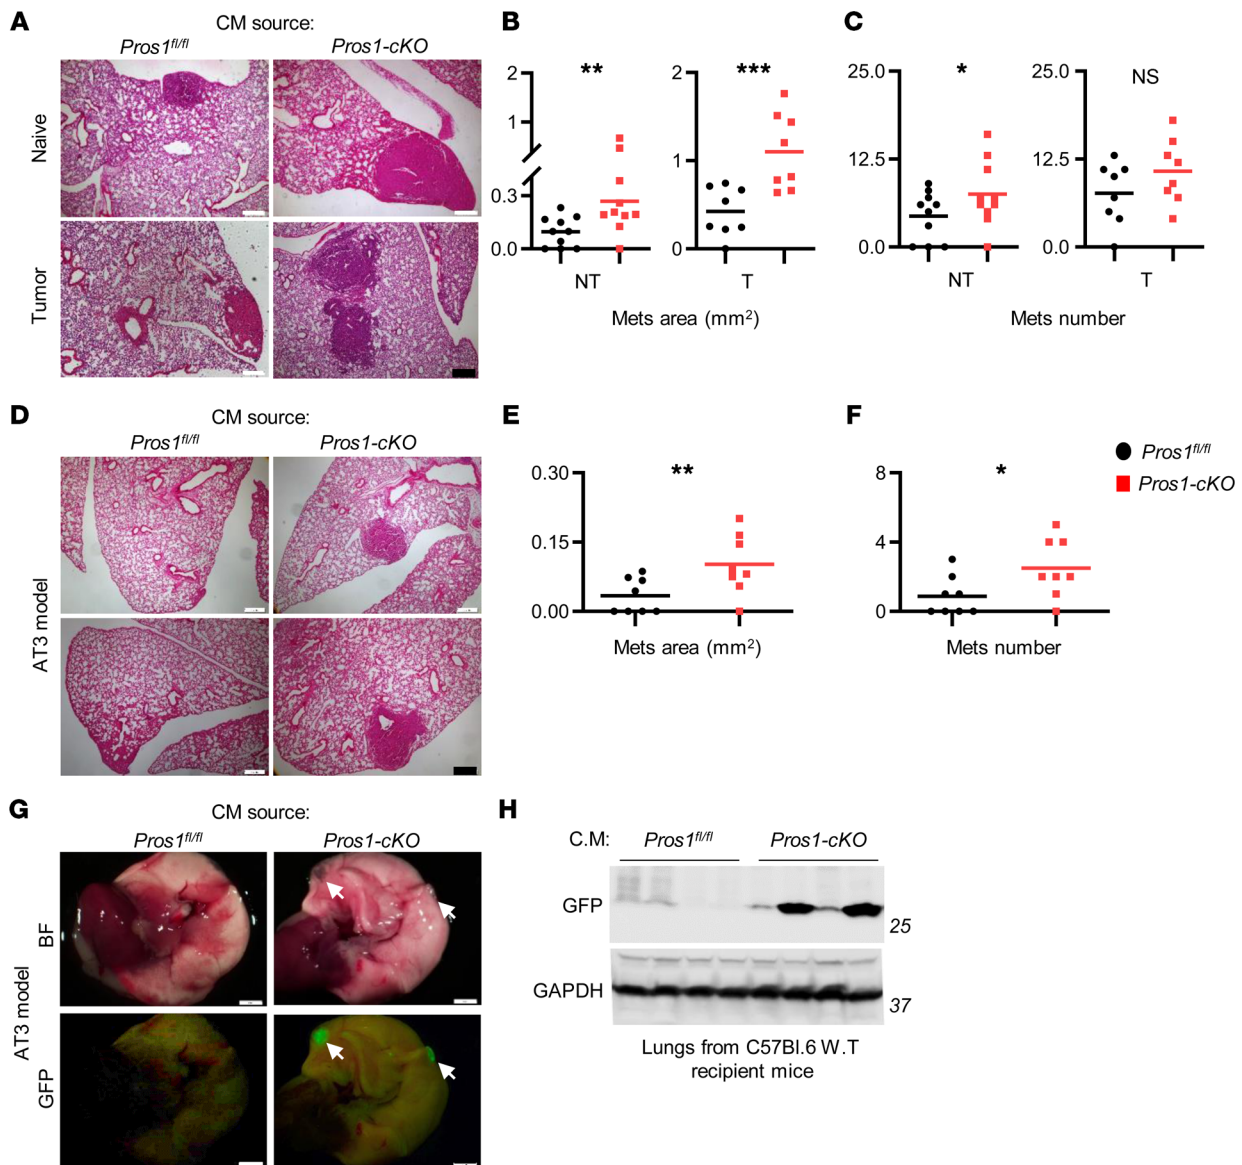 A
CM source:
Pros1fl/fl
Pros1-cKO
Naive
Tumor
B
2
1
0.3
0.0
**
NT
2
1
0
***
T
Mets area (mm2)
C
25.0
12.5
0.0
*
NT
25.0
12.5
0.0
NS
T
Mets number
D
CM source:
Pros1fl/fl
Pros1-cKO
AT3 model
E
0.30
0.15
0.00
**
Mets area (mm2)
F
8
4
0
*
Mets number
Pros1fl/fl
Pros1-cKO
G
CM source:
Pros1fl/fl
Pros1-cKO
AT3 model
BF
GFP
H
C.M:
Pros1fl/fl
Pros1-cKO
GFP
25
GAPDH
37
Lungs from C57Bl.6 W.T
recipient mice